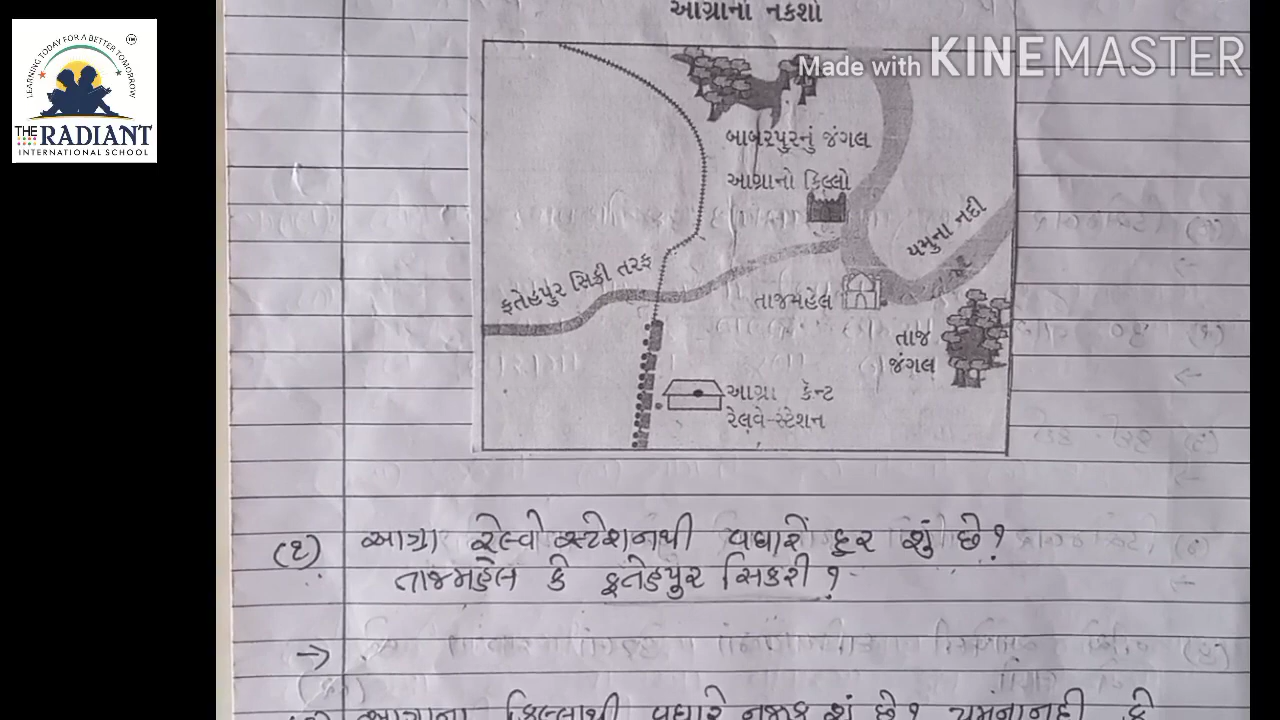 LEARNING TODAY FOR A BETTER TOMORROW
THE RADIANT
INTERNATIONAL SCHOOL
Made with KINEMASTER
આગ્રાનો નકશો
બાબરપુરનું જંગલ
આગ્રાનો કિલ્લો
યમુના નદી
ફતેહપુર સિક્રી તરફ
તાજમહેલ
તાજ
જંગલ
આગ્રા કેન્ટ
રેલવે-સ્ટેશન
(૧) આગ્રા રેલ્વે સ્ટેશનથી વધારે દૂર શું છે?
તાજમહેલ કે ફતેહપુર સિકરી?
→
આગ્રાના કિલ્લાથી વધારે નજીક શું છે? યમુનાનદી કે